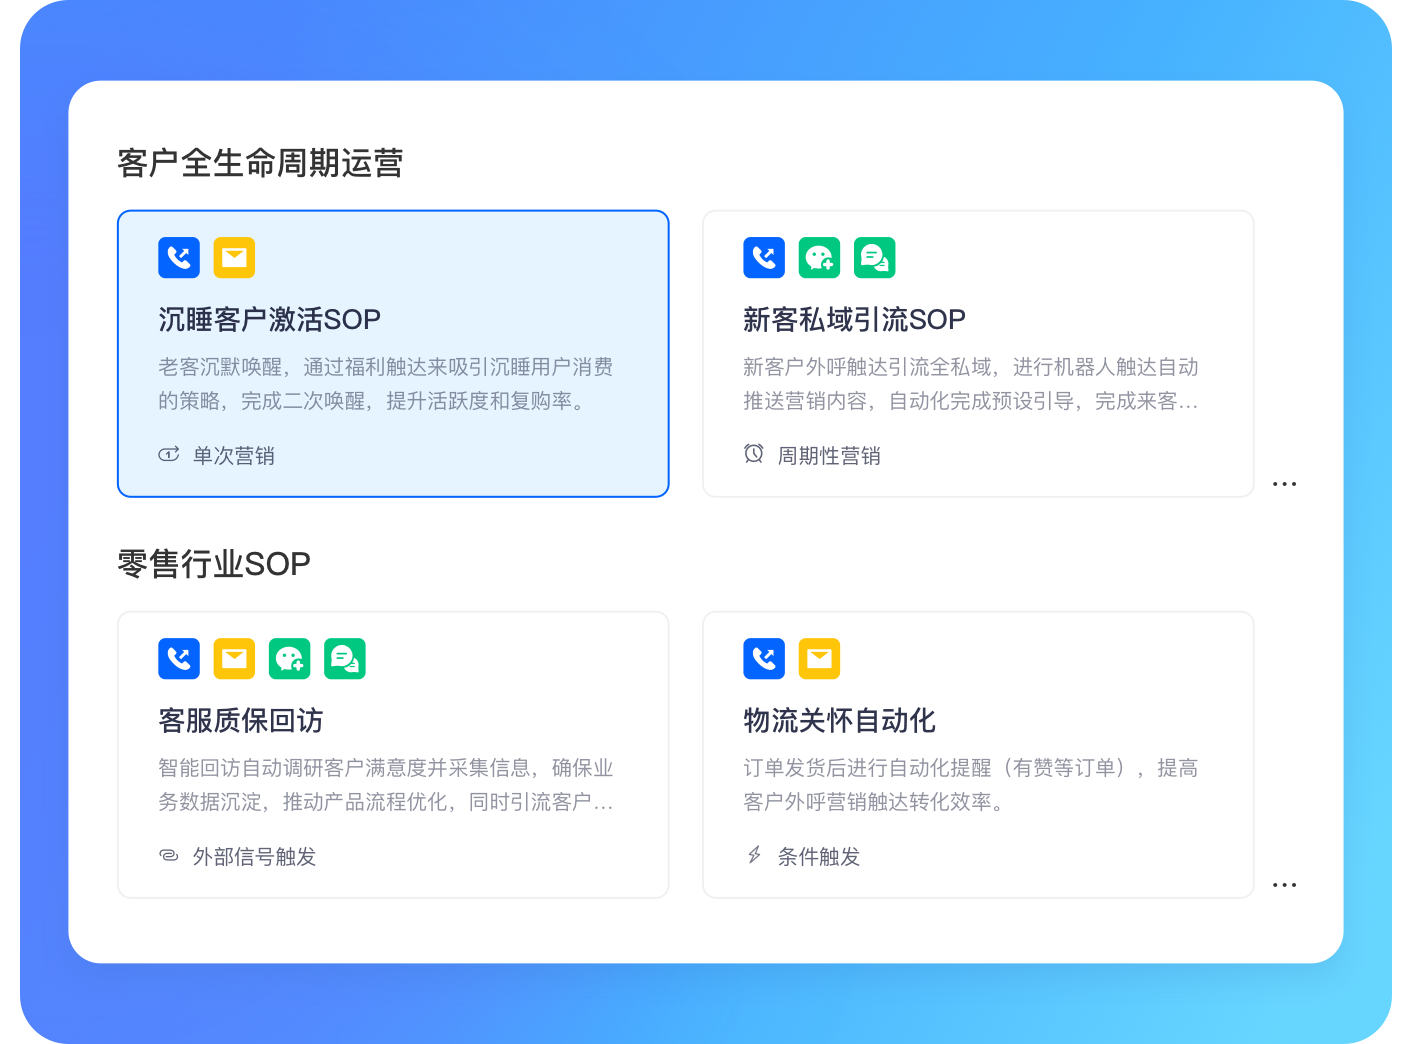 客户全生命周期运营
沉睡客户激活SOP
老客沉默唤醒，通过福利触达来吸引沉睡用户消费
的策略，完成二次唤醒，提升活跃度和复购率。
单次营销
新客私域引流SOP
新客户外呼触达引流全私域，进行机器人触达自动
推送营销内容，自动化完成预设引导，完成来客...
周期性营销
...
零售行业SOP
客服质保回访
智能回访自动调研客户满意度并采集信息，确保业
务数据沉淀，推动产品流程优化，同时引流客户...
外部信号触发
物流关怀自动化
订单发货后进行自动化提醒（有赞等订单），提高
客户外呼营销触达转化效率。
条件触发
...